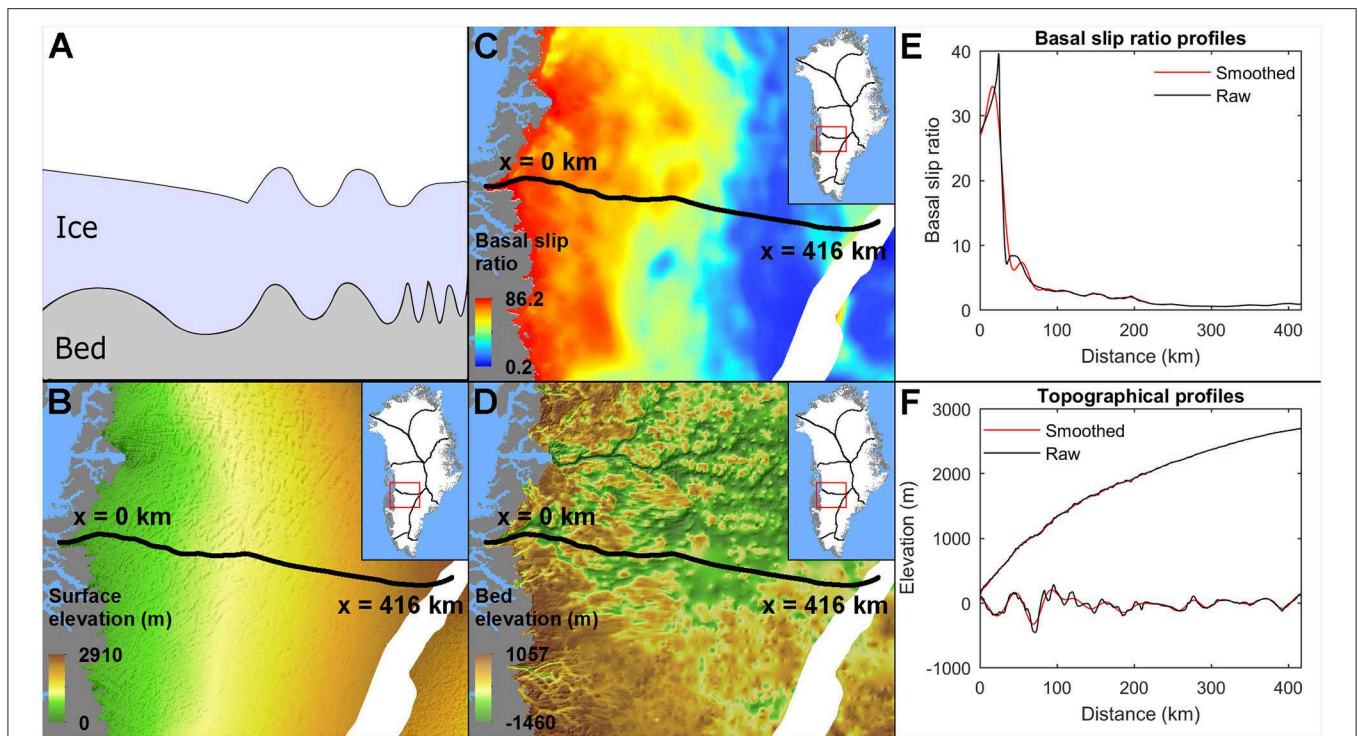 A
Ice
Bed
B
x = 0 km
x = 416 km
Surface
elevation (m)
2910
0
C
x = 0 km
x = 416 km
Basal slip
ratio
86.2
0.2
D
x = 0 km
x = 416 km
Bed
elevation (m)
1057
-1460
E
Basal slip ratio profiles
Smoothed
Raw
Basal slip ratio
40
30
20
10
0
0 100 200 300 400
Distance (km)
F
Topographical profiles
Smoothed
Raw
Elevation (m)
3000
2000
1000
0
-1000
0 100 200 300 400
Distance (km)